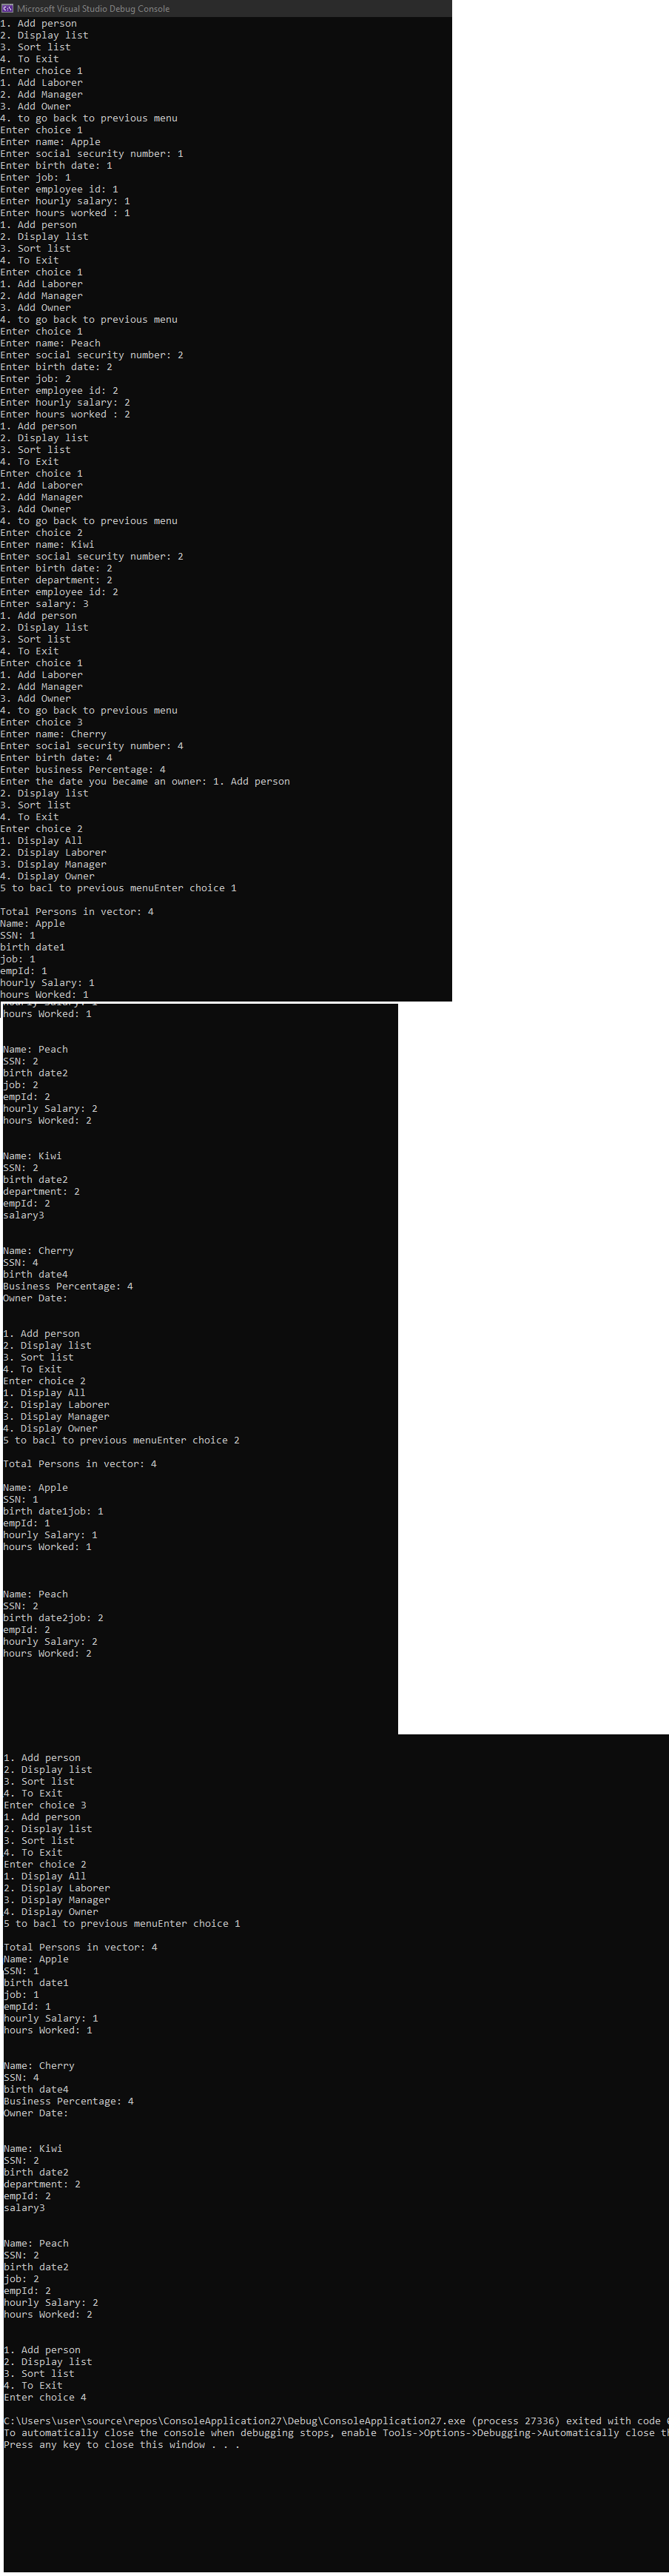 Microsoft Visual Studio Debug Console
1. Add person
2. Display list
3. Sort list
4. To Exit
Enter choice 1
1. Add Laborer
2. Add Manager
3. Add Owner
4. to go back to previous menu
Enter choice 1
Enter name: Apple
Enter social security number: 1
Enter birth date: 1
Enter job: 1
Enter employee id: 1
Enter hourly salary: 1
Enter hours worked : 1
1. Add person
2. Display list
3. Sort list
4. To Exit
Enter choice 1
1. Add Laborer
2. Add Manager
3. Add Owner
4. to go back to previous menu
Enter choice 1
Enter name: Peach
Enter social security number: 2
Enter birth date: 2
Enter job: 2
Enter employee id: 2
Enter hourly salary: 2
Enter hours worked : 2
1. Add person
2. Display list
3. Sort list
4. To Exit
Enter choice 1
1. Add Laborer
2. Add Manager
3. Add Owner
4. to go back to previous menu
Enter choice 2
Enter name: Kiwi
Enter social security number: 2
Enter birth date: 2
Enter department: 2
Enter employee id: 2
Enter salary: 3
1. Add person
2. Display list
3. Sort list
4. To Exit
Enter choice 1
1. Add Laborer
2. Add Manager
3. Add Owner
4. to go back to previous menu
Enter choice 3
Enter name: Cherry
Enter social security number: 4
Enter birth date: 4
Enter business Percentage: 4
Enter the date you became an owner: 1. Add person
2. Display list
3. Sort list
4. To Exit
Enter choice 2
1. Display All
2. Display Laborer
3. Display Manager
4. Display Owner
5 to bacl to previous menuEnter choice 1
Total Persons in vector: 4
Name: Apple
SSN: 1
birth date1
job: 1
empId: 1
hourly Salary: 1
hours Worked: 1
hourly Salary: 1
hours Worked: 1
Name: Peach
SSN: 2
birth date2
job: 2
empId: 2
hourly Salary: 2
hours Worked: 2
Name: Kiwi
SSN: 2
birth date2
department: 2
empId: 2
salary3
Name: Cherry
SSN: 4
birth date4
Business Percentage: 4
Owner Date:
1. Add person
2. Display list
3. Sort list
4. To Exit
Enter choice 2
1. Display All
2. Display Laborer
3. Display Manager
4. Display Owner
5 to bacl to previous menuEnter choice 2
Total Persons in vector: 4
Name: Apple
SSN: 1
birth date1job: 1
empId: 1
hourly Salary: 1
hours Worked: 1
Name: Peach
SSN: 2
birth date2job: 2
empId: 2
hourly Salary: 2
hours Worked: 2
1. Add person
2. Display list
3. Sort list
4. To Exit
Enter choice 3
1. Add person
2. Display list
3. Sort list
4. To Exit
Enter choice 2
1. Display All
2. Display Laborer
3. Display Manager
4. Display Owner
5 to bacl to previous menuEnter choice 1
Total Persons in vector: 4
Name: Apple
SSN: 1
birth date1
job: 1
empId: 1
hourly Salary: 1
hours Worked: 1
Name: Cherry
SSN: 4
birth date4
Business Percentage: 4
Owner Date:
Name: Kiwi
SSN: 2
birth date2
department: 2
empId: 2
salary3
Name: Peach
SSN: 2
birth date2
job: 2
empId: 2
hourly Salary: 2
hours Worked: 2
1. Add person
2. Display list
3. Sort list
4. To Exit
Enter choice 4
C:\Users\user\source\repos\ConsoleApplication27\Debug\ConsoleApplication27.exe (process 27336) exited with code
To automatically close the console when debugging stops, enable Tools->Options->Debugging->Automatically close
Press any key to close this window . . .